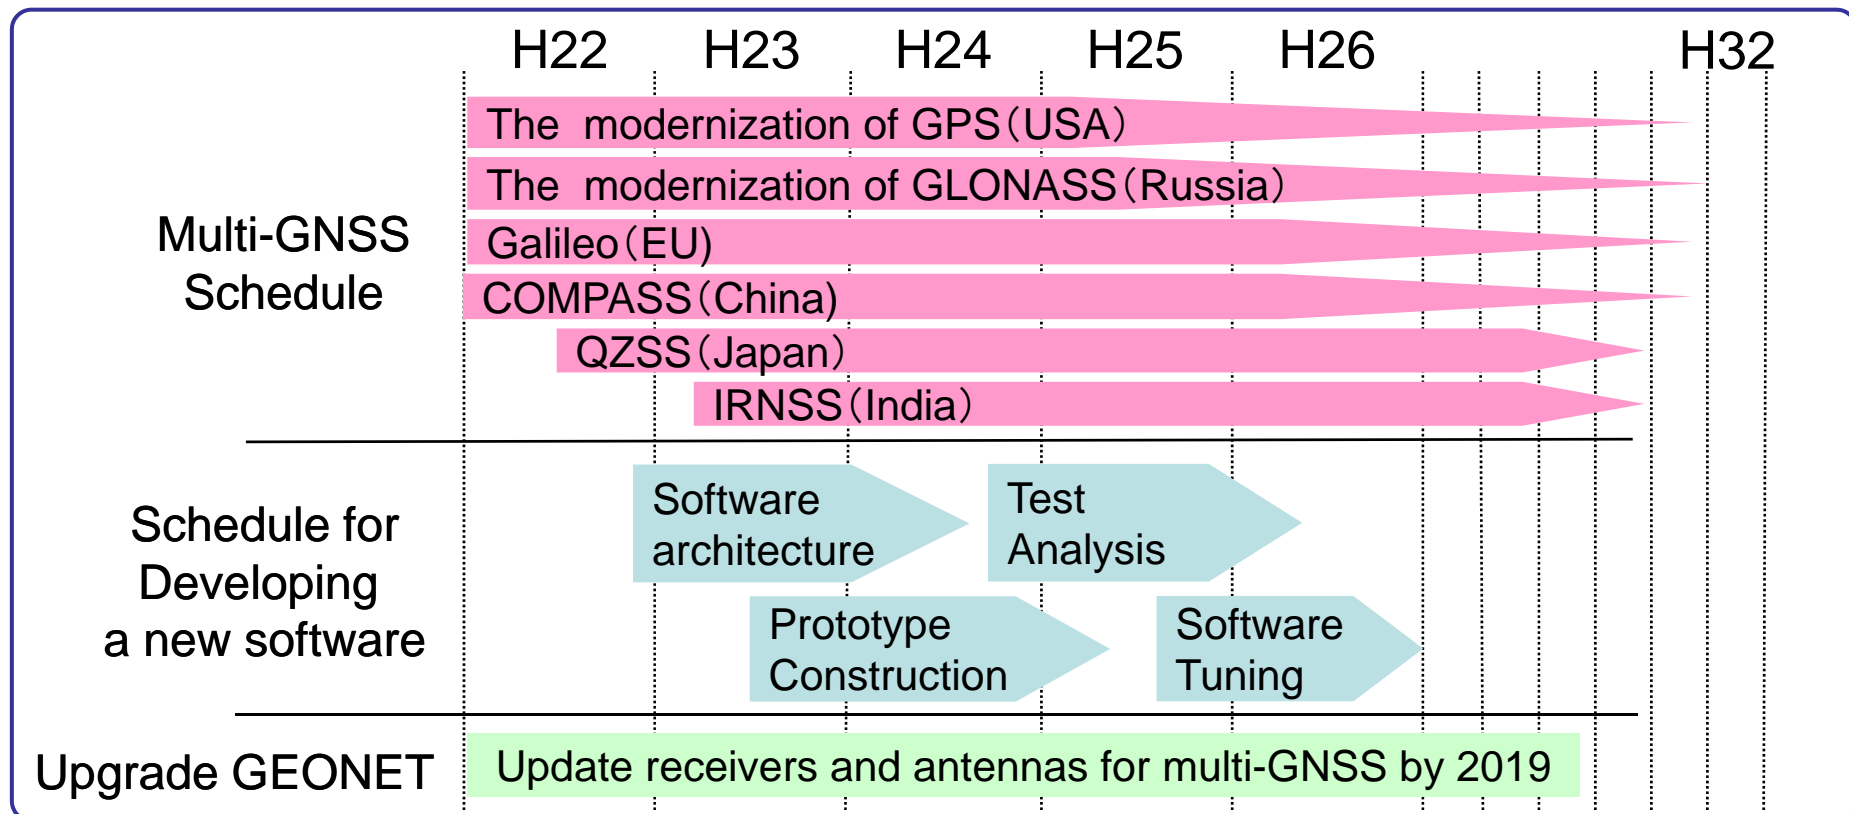 H22 H23 H24 H25 H26 H32
Multi-GNSS
Schedule
The modernization of GPS（USA）
The modernization of GLONASS（Russia）
Galileo（EU）
COMPASS（China）
QZSS（Japan）
IRNSS（India）
Schedule for
Developing
a new software
Software
architecture
Test
Analysis
Prototype
Construction
Software
Tuning
Upgrade GEONET
Update receivers and antennas for multi-GNSS by 2019